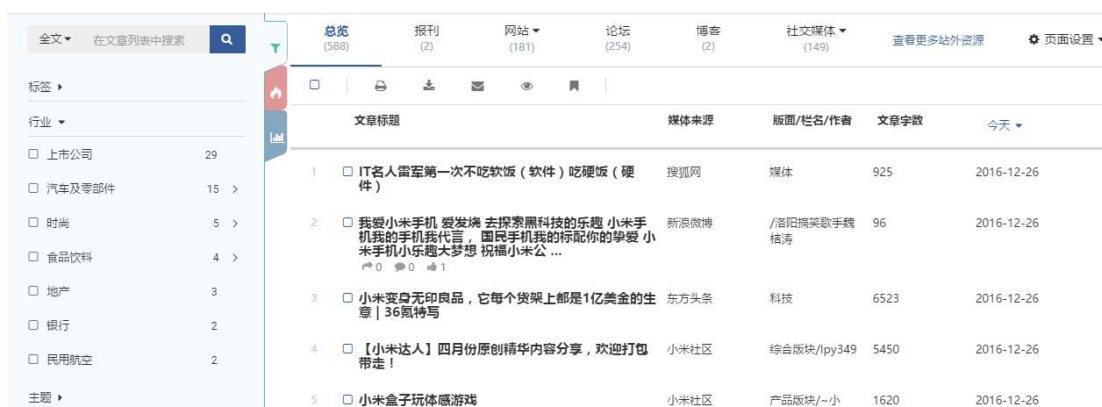 全文 在文章列表中搜索
标签
行业
上市公司 29
汽车及零部件 15
时尚 5
食品饮料 4
地产 3
银行 2
民用航空 2
主题
总览 报刊 网站 论坛 博客 社交媒体 查看更多站外资源 页面设置
(588) (2) (181) (254) (2) (149)
文章标题 媒体来源 版面/栏名/作者 文章字数 今天
1 IT名人雷军第一次不吃软饭（软件）吃硬饭（硬 搜狐网 媒体 925 2016-12-26
件）
2 我爱小米手机 爱发烧 去探索黑科技的乐趣 小米手 新浪微博 /洛阳搞笑歌手魏 96 2016-12-26
机我的手机我代言， 国民手机我的标配你的挚爱 小 桔涛
米手机小乐趣大梦想 祝福小米公 ...
0 0 1
3 小米变身无印良品，它每个货架上都是1亿美金的生 东方头条 科技 6523 2016-12-26
意 | 36氪特写
4 【小米达人】四月份原创精华内容分享，欢迎打包 小米社区 综合版块/lpy349 5450 2016-12-26
带走！
5 小米盒子玩体感游戏 小米社区 产品版块/~小 1620 2016-12-26